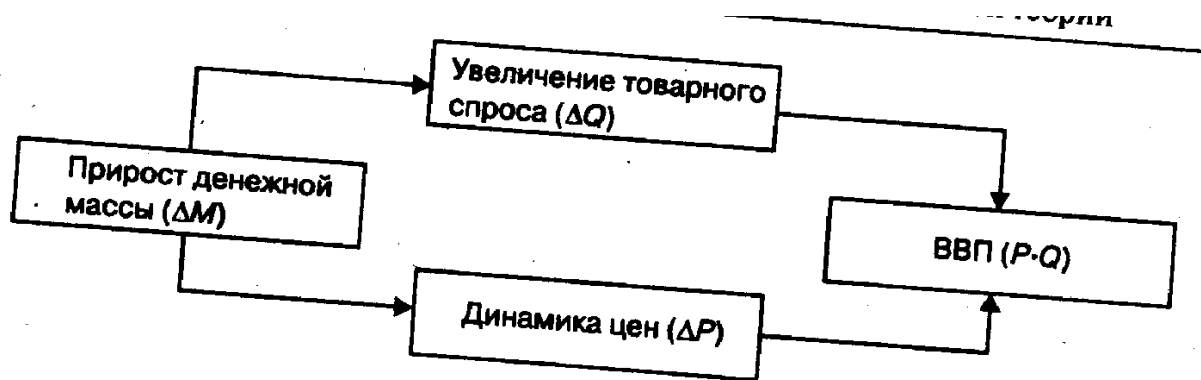 Увеличение товарного
спроса (ΔQ)
Прирост денежной
массы (ΔM)
ВВП (P·Q)
Динамика цен (ΔP)